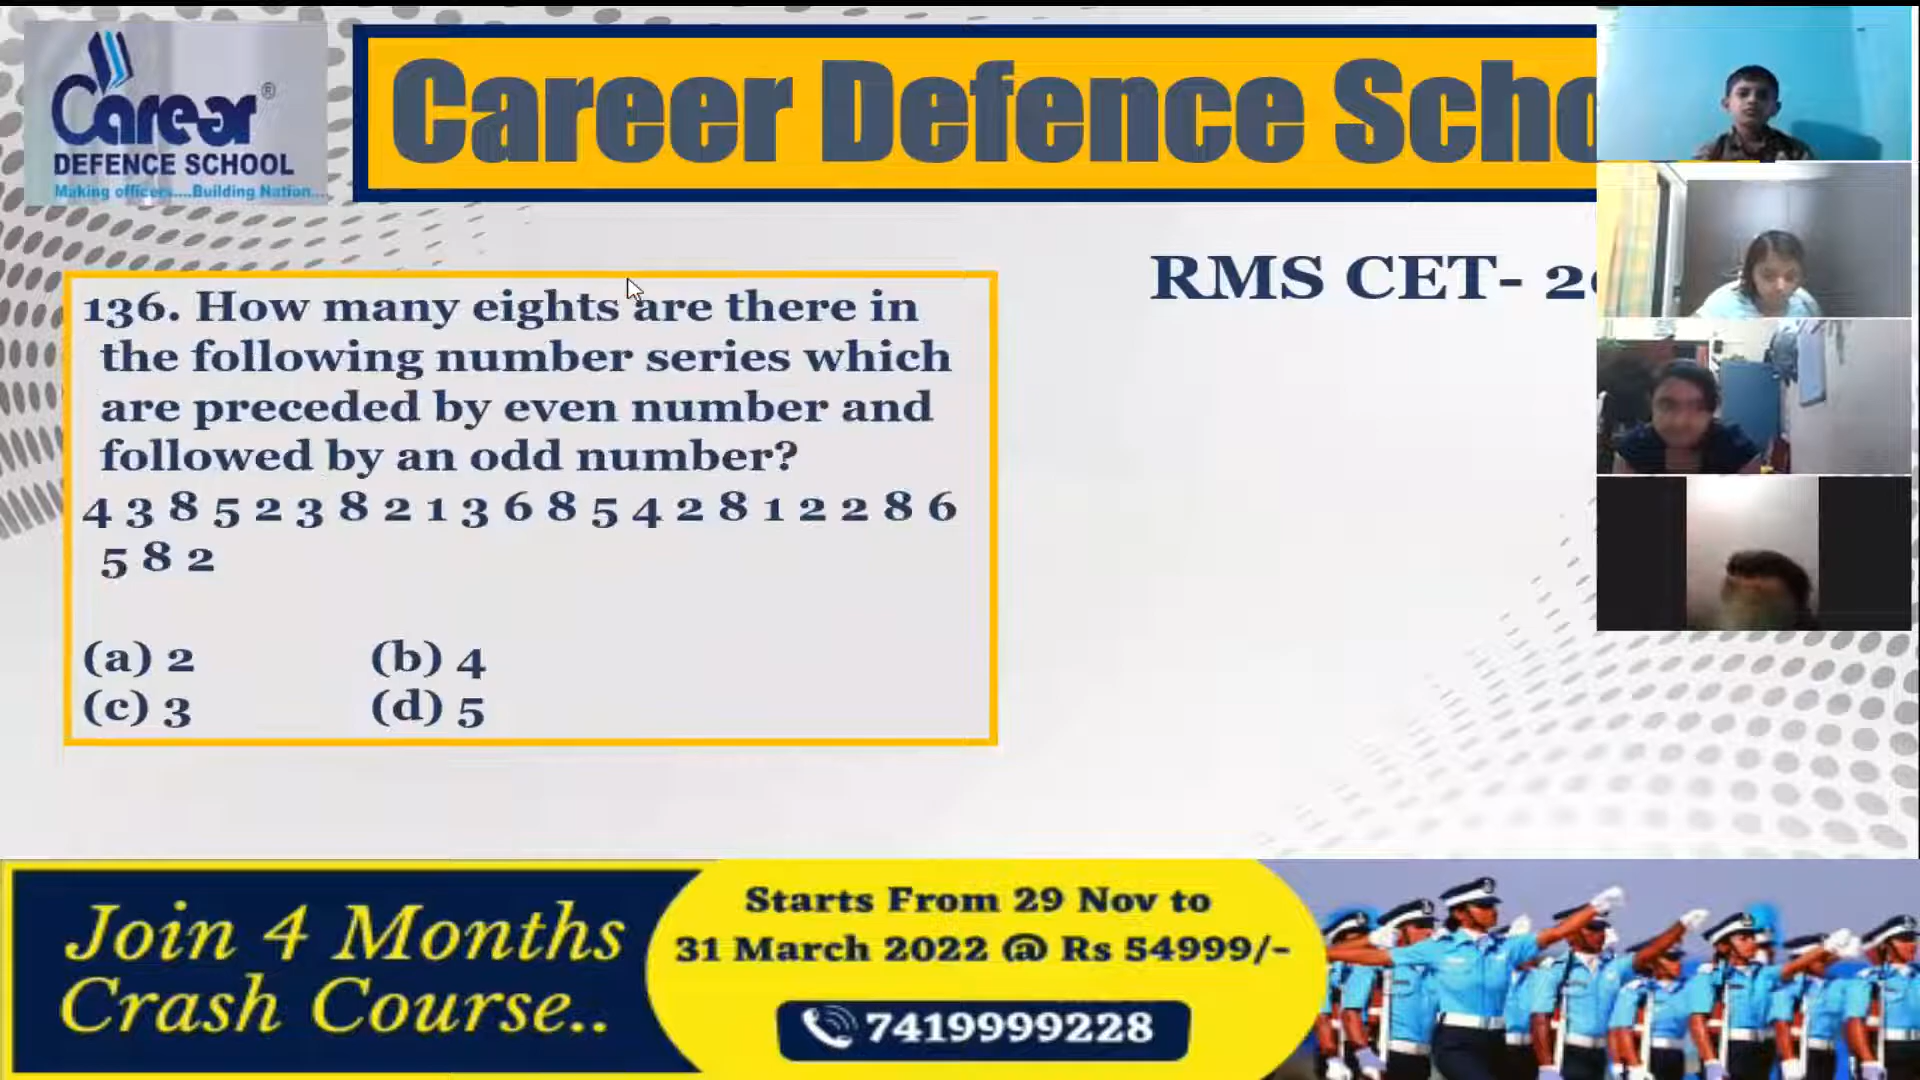 Career®
DEFENCE SCHOOL
Making officers....Building Nation....
Career Defence Scho
RMS CET- 2
136. How many eights are there in
the following number series which
are preceded by even number and
followed by an odd number?
4 3 8 5 2 3 8 2 1 3 6 8 5 4 2 8 1 2 2 8 6
5 8 2
(a) 2 (b) 4
(c) 3 (d) 5
Join 4 Months
Crash Course..
Starts From 29 Nov to
31 March 2022 @ Rs 54999/-
7419999228